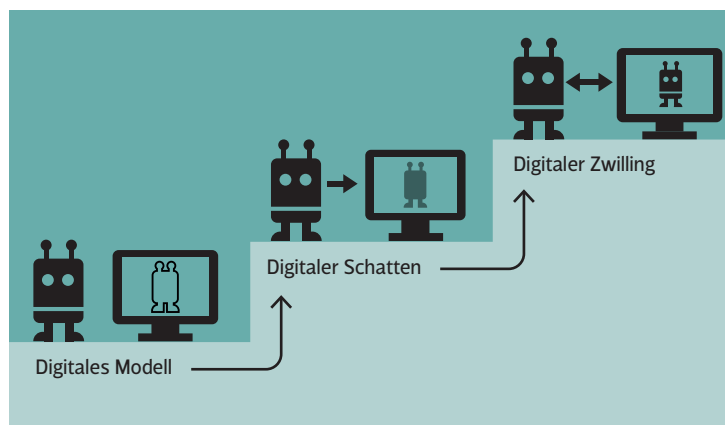 Digitaler Zwilling
Digitaler Schatten
Digitales Modell